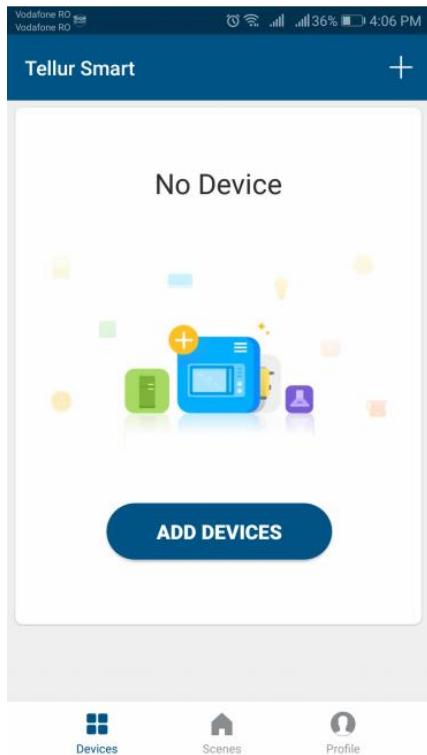 Vodafone RO
Vodafone RO
36% 4:06 PM
Tellur Smart
No Device
ADD DEVICES
Devices
Scenes
Profile